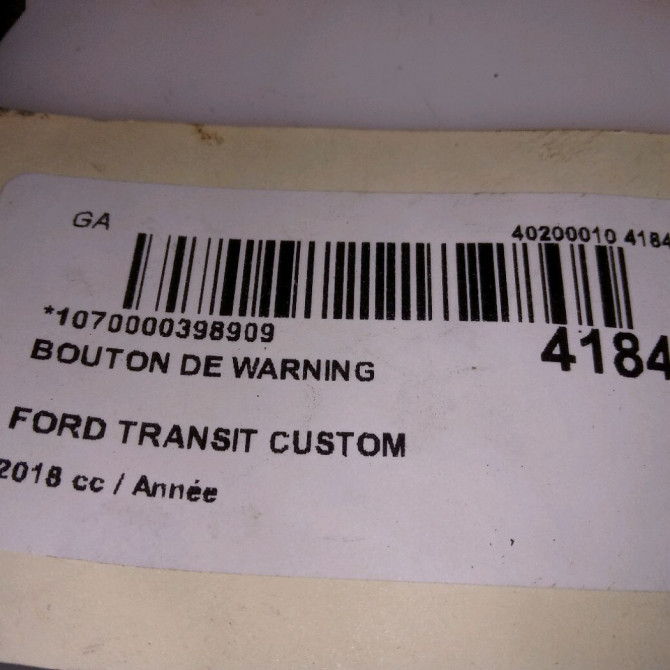 GA
40200010 4184
*1070000398909
4184
BOUTON DE WARNING
FORD TRANSIT CUSTOM
2018 cc / Année